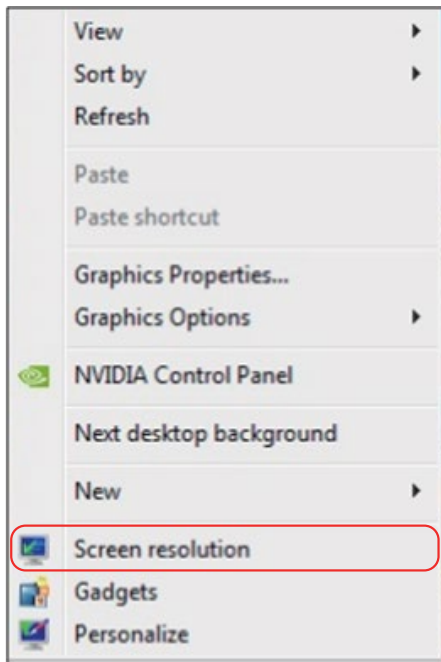 View
Sort by
Refresh
Paste
Paste shortcut
Graphics Properties...
Graphics Options
NVIDIA Control Panel
Next desktop background
New
Screen resolution
Gadgets
Personalize